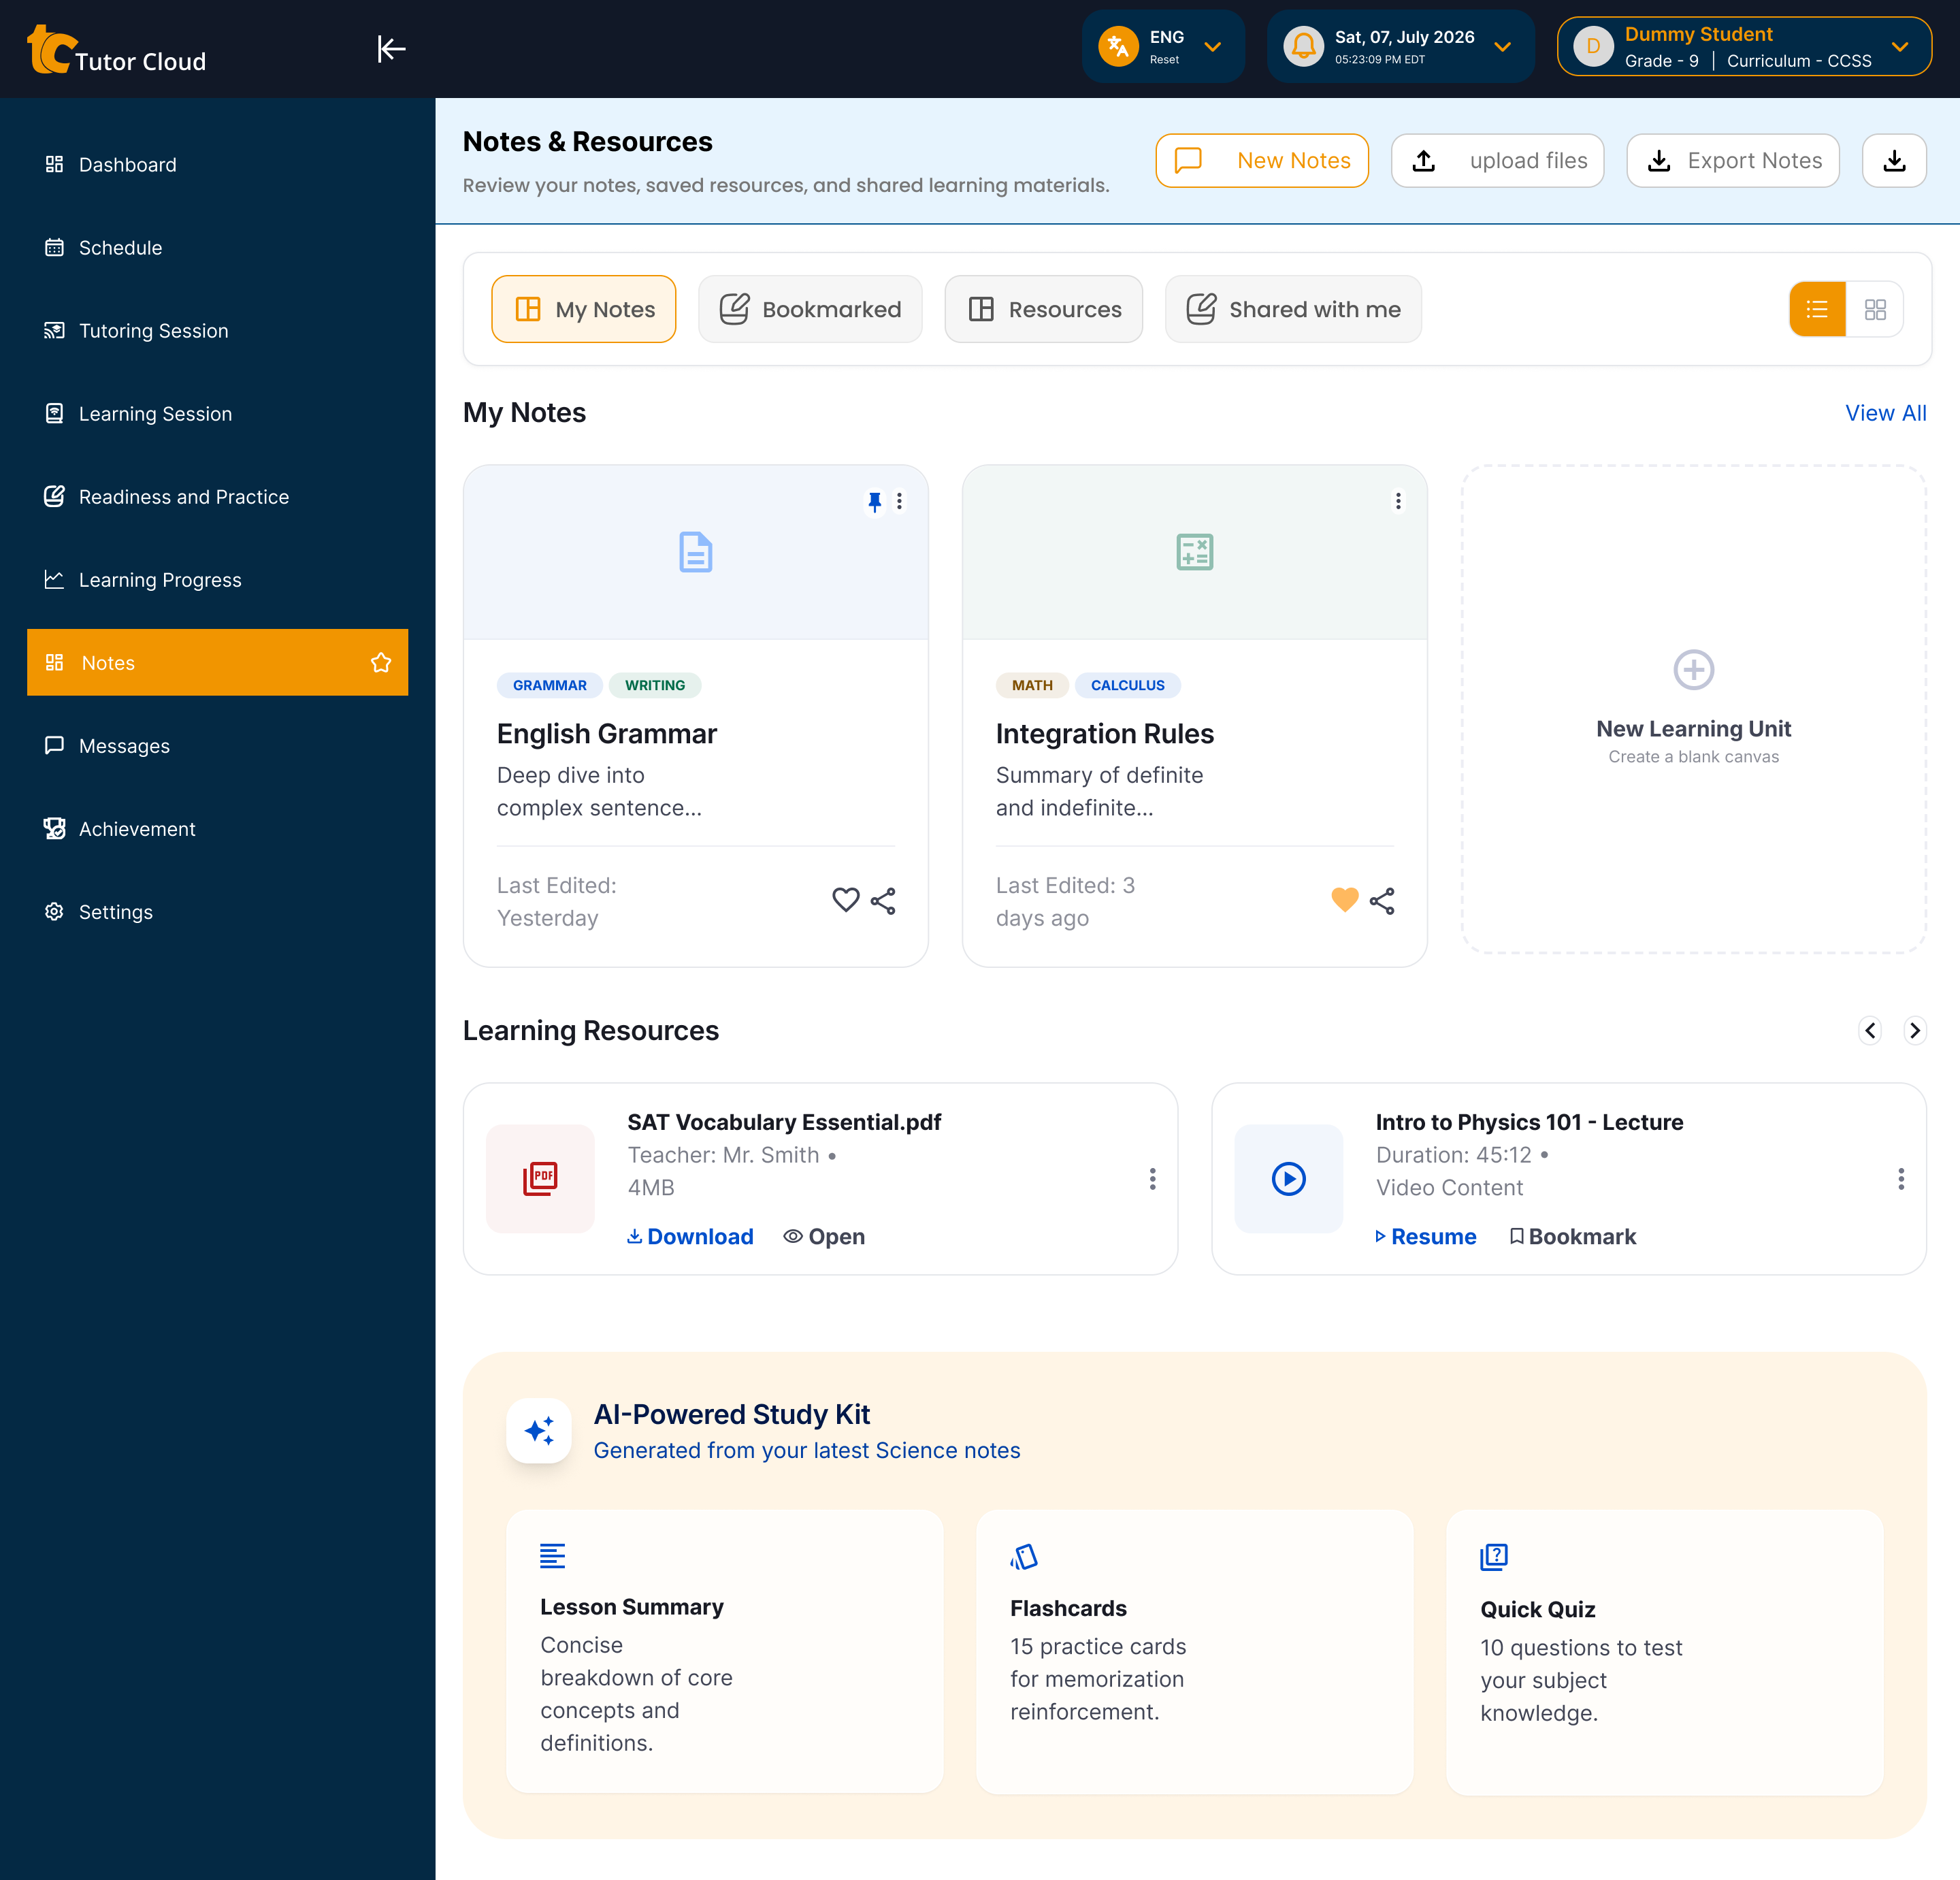 Tutor Cloud
ENG
Reset
Sat, 07, July 2026
05:23:09 PM EDT
D
Dummy Student
Grade - 9 | Curriculum - CCSS
Dashboard
Schedule
Tutoring Session
Learning Session
Readiness and Practice
Learning Progress
Notes
Messages
Achievement
Settings
Notes & Resources
Review your notes, saved resources, and shared learning materials.
New Notes
upload files
Export Notes
My Notes
Bookmarked
Resources
Shared with me
My Notes
View All
GRAMMAR
WRITING
English Grammar
Deep dive into
complex sentence...
Last Edited:
Yesterday
MATH
CALCULUS
Integration Rules
Summary of definite
and indefinite...
Last Edited: 3
days ago
New Learning Unit
Create a blank canvas
Learning Resources
PDF
SAT Vocabulary Essential.pdf
Teacher: Mr. Smith •
4MB
Download
Open
Intro to Physics 101 - Lecture
Duration: 45:12 •
Video Content
Resume
Bookmark
AI-Powered Study Kit
Generated from your latest Science notes
Lesson Summary
Concise
breakdown of core
concepts and
definitions.
Flashcards
15 practice cards
for memorization
reinforcement.
Quick Quiz
10 questions to test
your subject
knowledge.